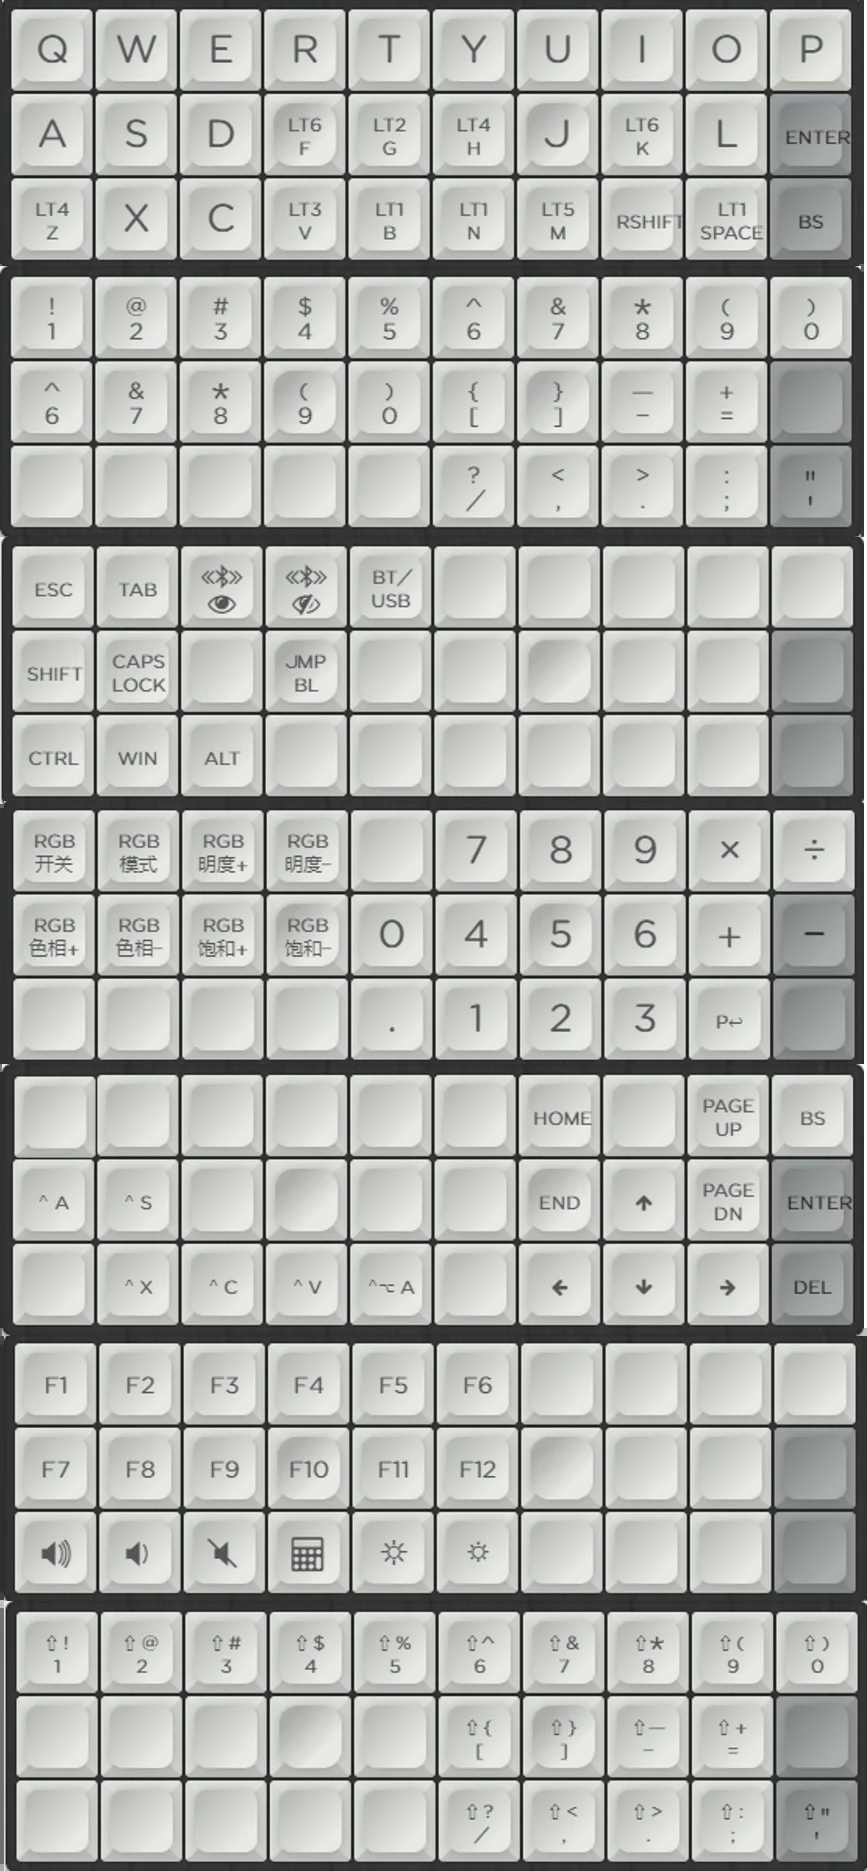 Q W E R T Y U I O P
A S D LT6 LT2 LT4 J LT6 L ENTER
F G H K
LT4 X C LT3 LT1 LT1 LT5 RSHIFT LT1 BS
Z V B N M SPACE
! @ # $ % ^ & * ( )
1 2 3 4 5 6 7 8 9 0
^ & * ( ) { } — +
6 7 8 9 0 [ ] - =
? < > : "
/ , . ; '
ESC TAB BT/
USB
SHIFT CAPS JMP
LOCK BL
CTRL WIN ALT
RGB RGB RGB RGB 7 8 9 × ÷
开关 模式 明度+ 明度-
RGB RGB RGB RGB 0 4 5 6 + −
色相+ 色相- 饱和+ 饱和-
. 1 2 3 P↩
HOME PAGE BS
UP
^ A ^ S END ↑ PAGE ENTER
DN
^ X ^ C ^ V ^⌥ A ← ↓ → DEL
F1 F2 F3 F4 F5 F6
F7 F8 F9 F10 F11 F12
⇧! ⇧@ ⇧# ⇧$ ⇧% ⇧^ ⇧& ⇧* ⇧( ⇧)
1 2 3 4 5 6 7 8 9 0
⇧{ ⇧} ⇧— ⇧+
[ ] - =
⇧? ⇧< ⇧> ⇧: ⇧"
/ , . ; '